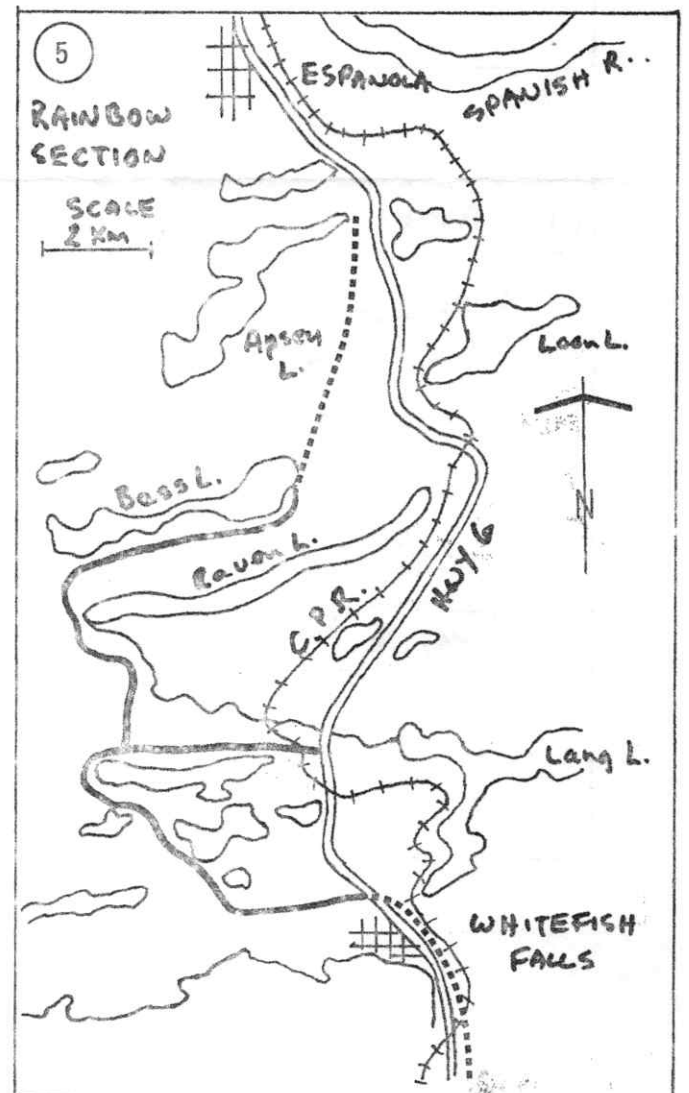 5
ESPANOLA
SPANISH R..
RAINBOW
SECTION
SCALE
2 Km
Apsey
L.
Loon L.
N
Bass L.
Raven L.
HWY 6
C.P.R.
Lang L.
WHITEFISH
FALLS